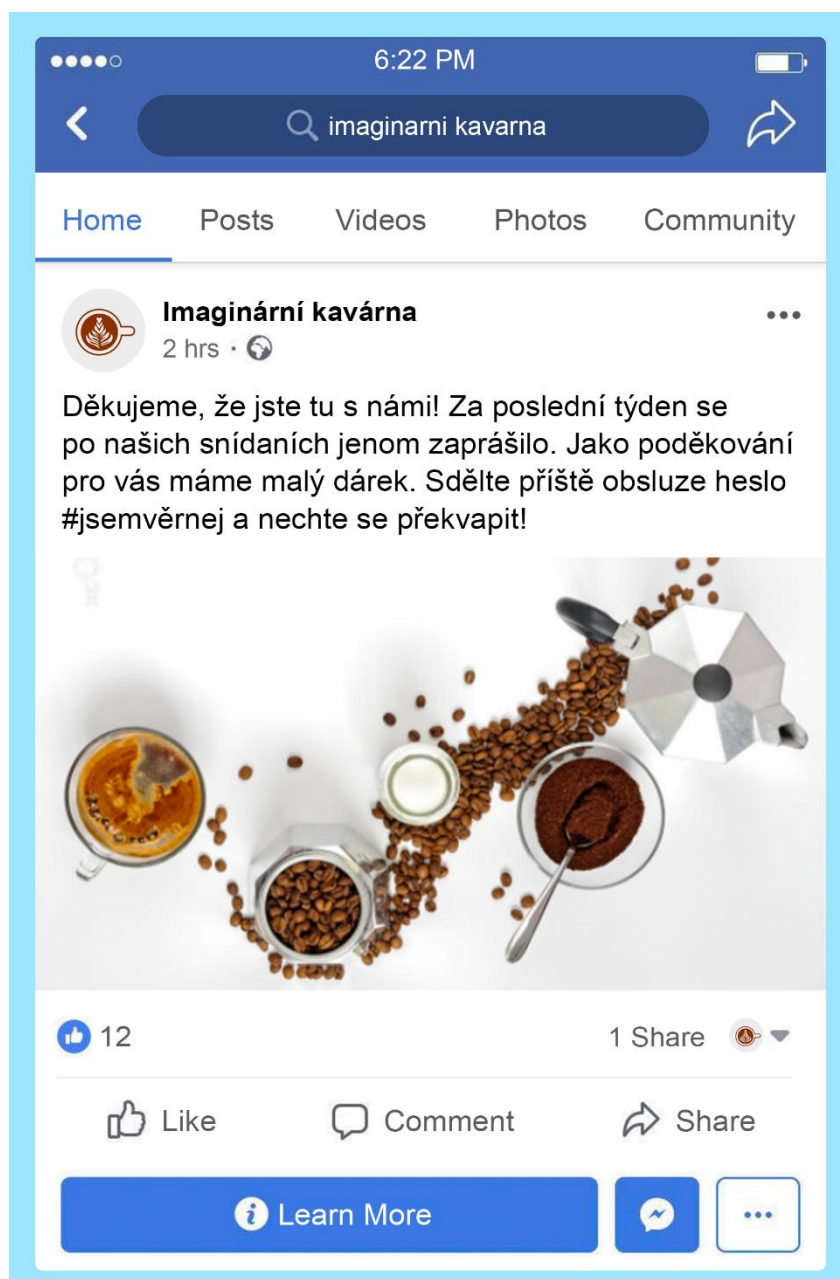 6:22 PM
imaginarni kavarna
Home Posts Videos Photos Community
Imaginární kavárna
2 hrs ·
Děkujeme, že jste tu s námi! Za poslední týden se
po našich snídaních jenom zaprášilo. Jako poděkování
pro vás máme malý dárek. Sdělte příště obsluze heslo
#jsemvěrnej a nechte se překvapit!
12 1 Share
Like Comment Share
Learn More